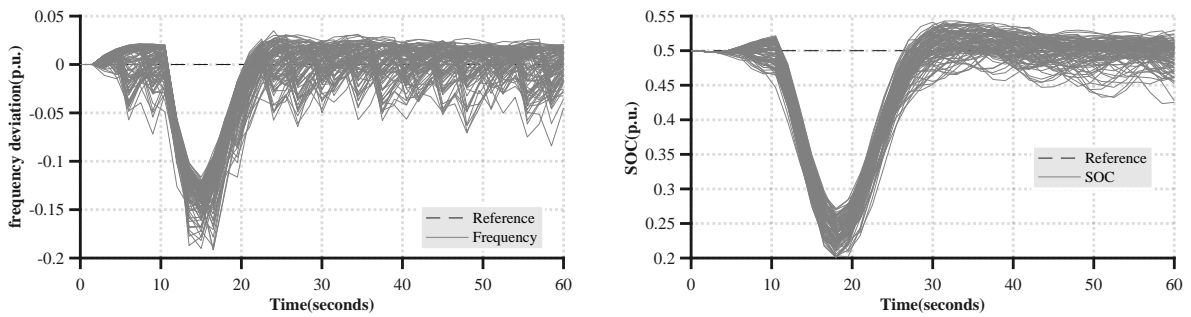 0.05
0
-0.05
-0.1
-0.15
-0.2
frequency deviation(p.u.)
Reference
Frequency
0 10 20 30 40 50 60
Time(seconds)
0.55
0.5
0.45
0.4
0.35
0.3
0.25
0.2
SOC(p.u.)
Reference
SOC
0 10 20 30 40 50 60
Time(seconds)